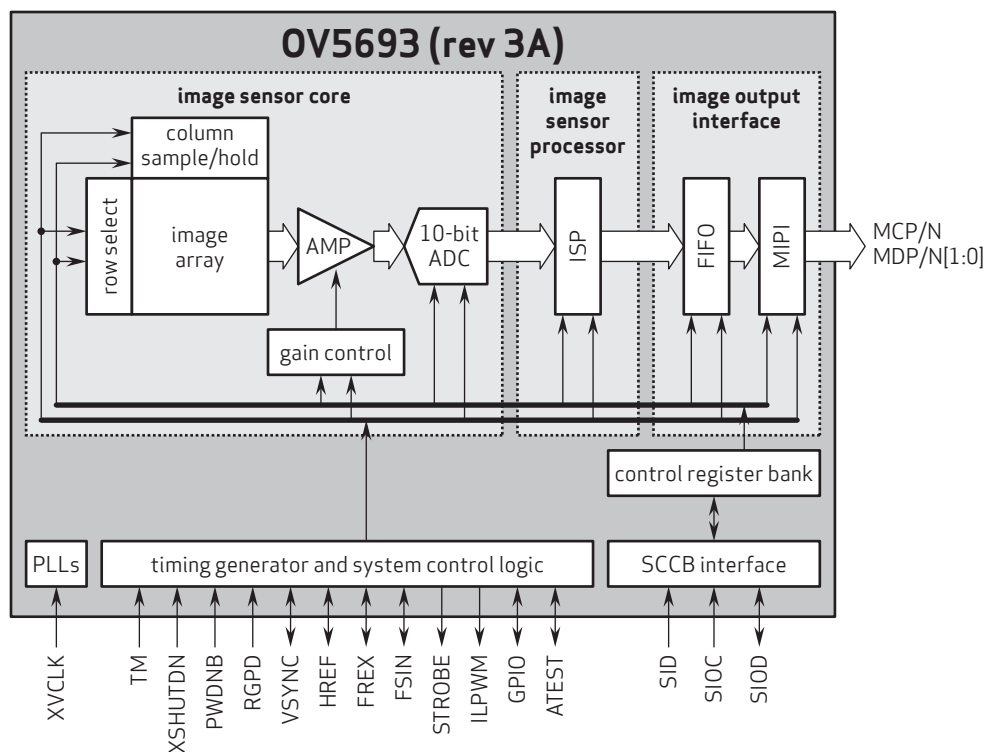 OV5693 (rev 3A)
image sensor core
image
sensor
processor
image output
interface
column
sample/hold
row select
image
array
AMP
10-bit
ADC
ISP
FIFO
MIPI
MCP/N
MDP/N[1:0]
gain control
control register bank
PLLs
timing generator and system control logic
SCCB interface
XVCLK
TM
XSHUTDN
PWDNB
RGPD
VSYNC
HREF
FREX
FSIN
STROBE
ILPWM
GPIO
ATEST
SID
SIOC
SIOD